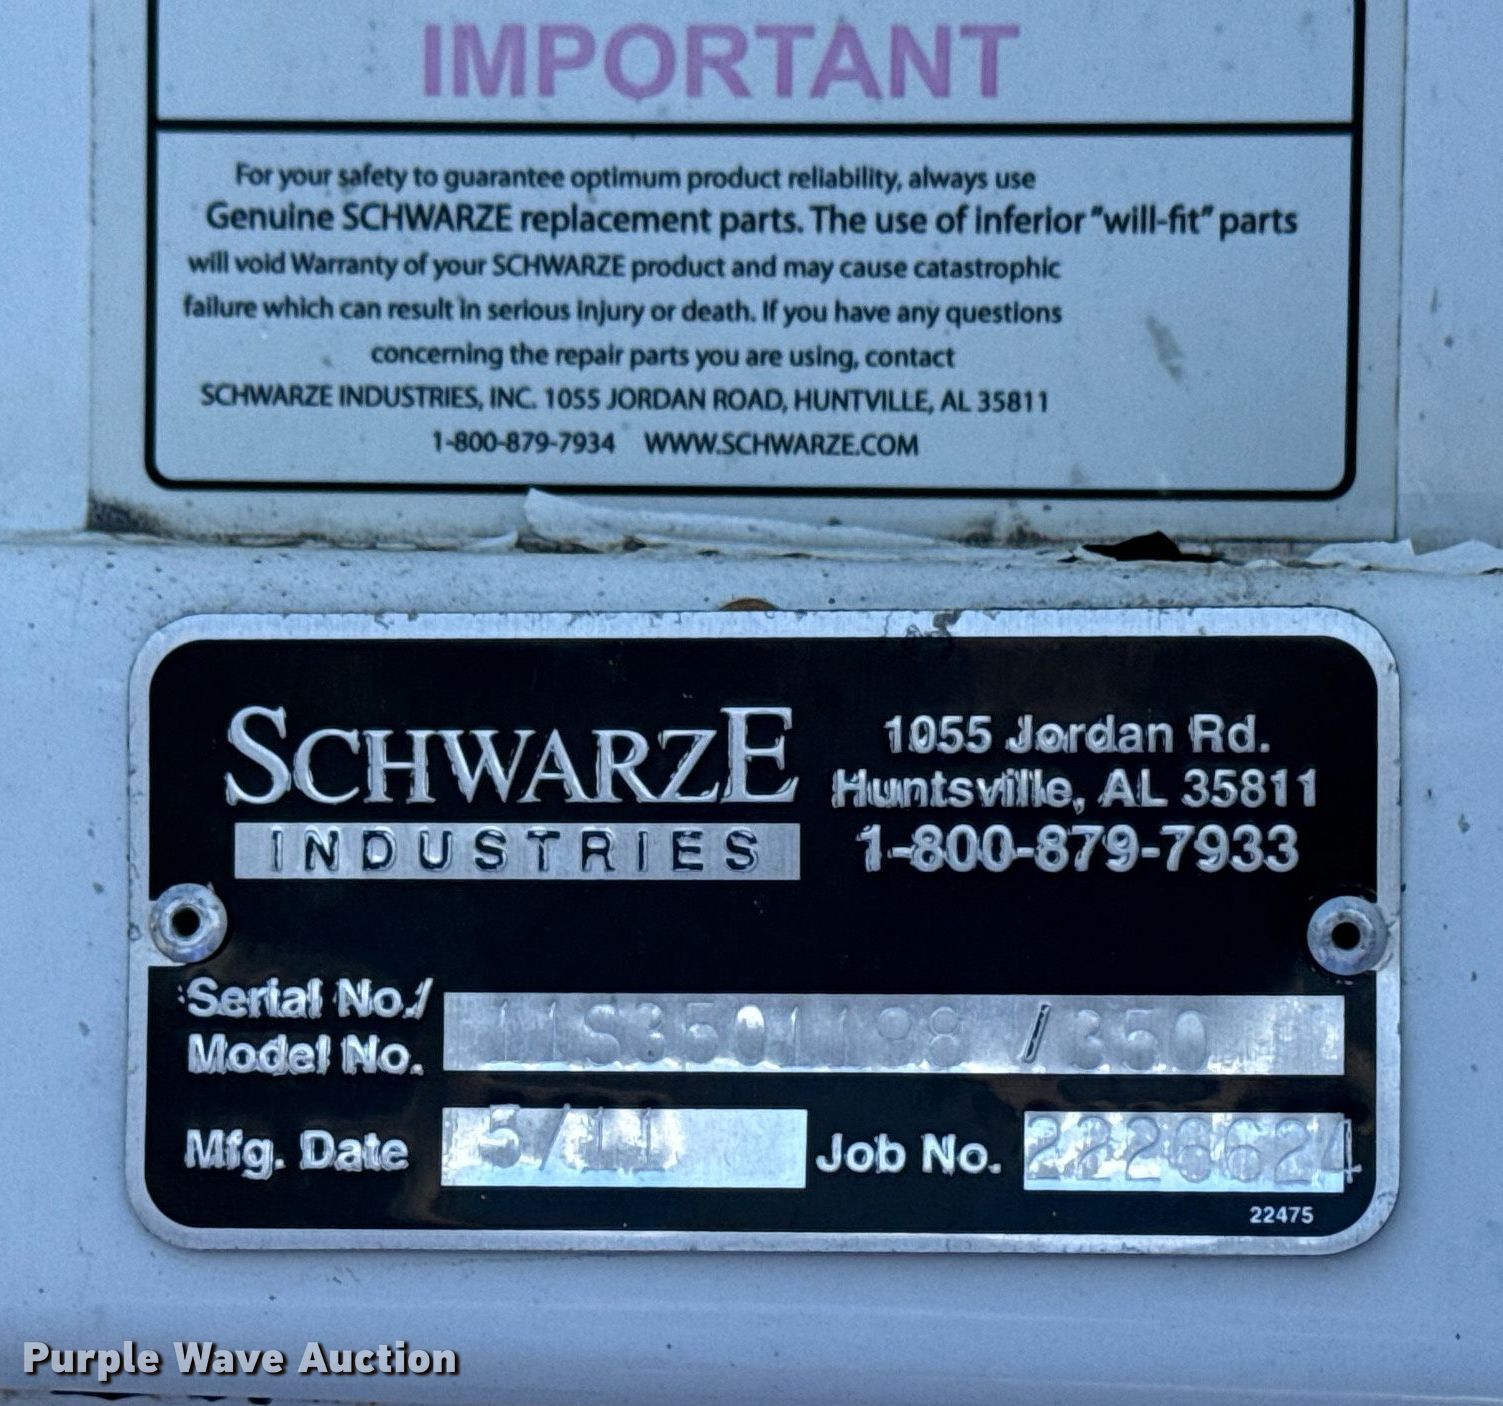 IMPORTANT
For your safety to guarantee optimum product reliability, always use
Genuine SCHWARZE replacement parts. The use of inferior "will-fit" parts
will void Warranty of your SCHWARZE product and may cause catastrophic
failure which can result in serious injury or death. If you have any questions
concerning the repair parts you are using, contact
SCHWARZE INDUSTRIES, INC. 1055 JORDAN ROAD, HUNTVILLE, AL 35811
1-800-879-7934 WWW.SCHWARZE.COM
SCHWARZE
INDUSTRIES
1055 Jordan Rd.
Huntsville, AL 35811
1-800-879-7933
Serial No./
Model No.
11S3501198 / 350
Mfg. Date 5/11 Job No. 2226624
22475
Purple Wave Auction